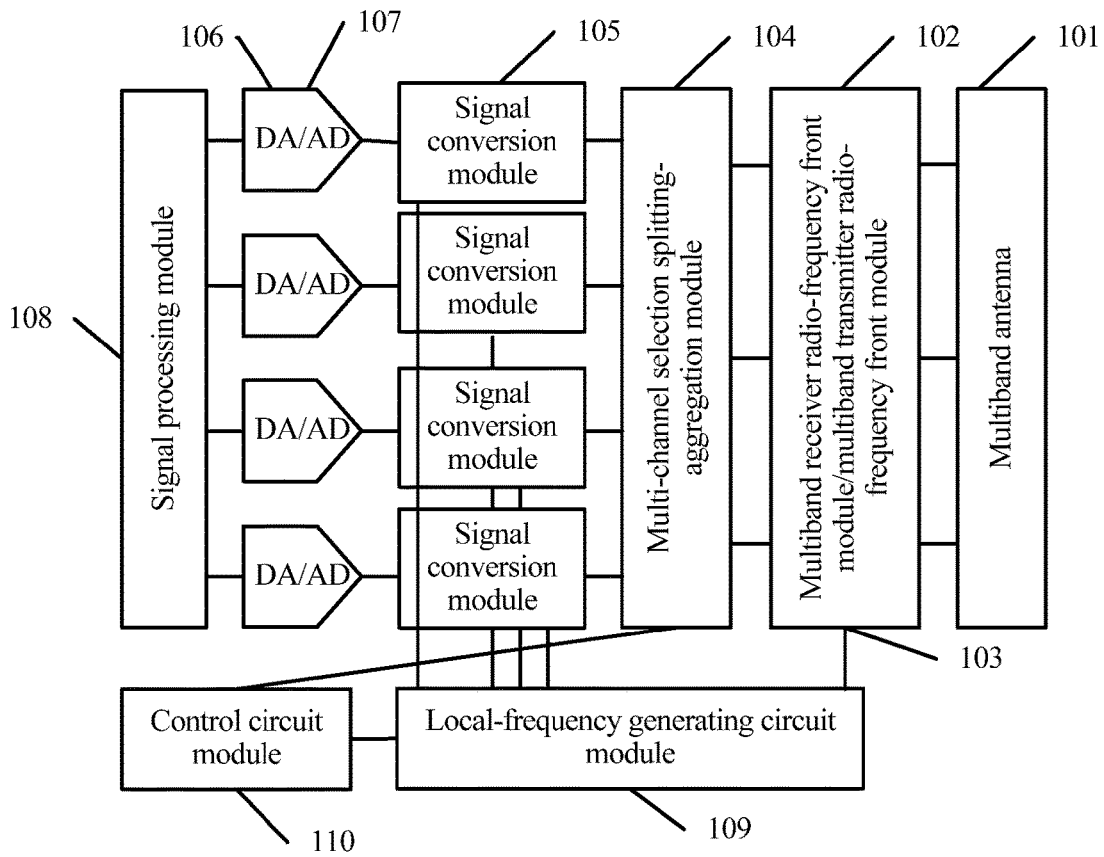 106
107
105
104
102
101
Signal processing module
DA/AD
Signal
conversion
module
DA/AD
Signal
conversion
module
DA/AD
Signal
conversion
module
DA/AD
Signal
conversion
module
Multi-channel selection splitting-
aggregation module
Multiband receiver radio-frequency front
module/multiband transmitter radio-
frequency front module
Multiband antenna
108
103
Control circuit
module
Local-frequency generating circuit
module
110
109